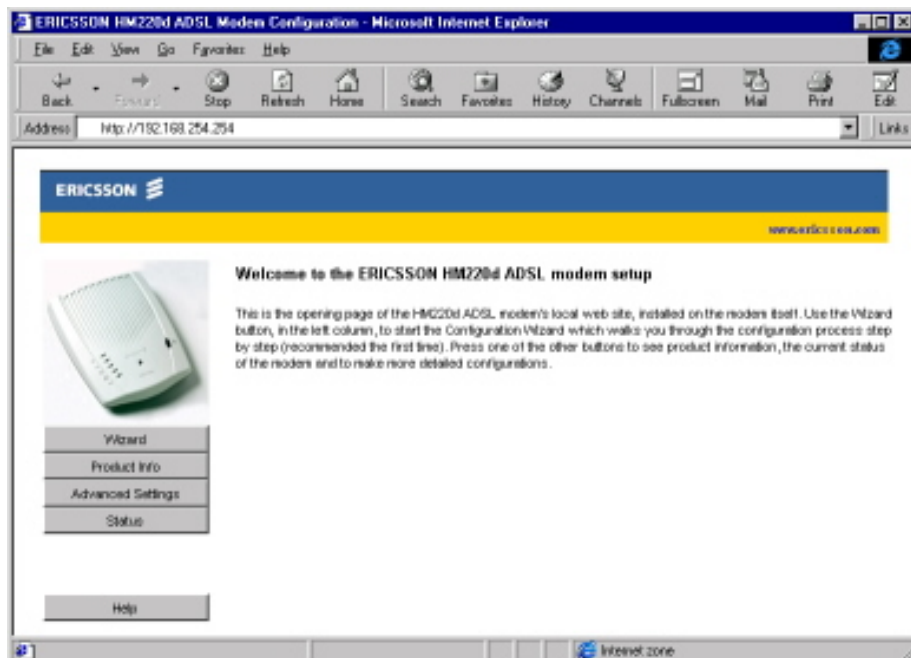 ERICSSON HM220d ADSL Modem Configuration - Microsoft Internet Explorer
File Edit View Go Favorites Help
Back Forward Stop Refresh Home Search Favorites History Channels Fullscreen Mail Print Edit
Address http://192.168.254.254 Links
ERICSSON
www.ericsson.com
Welcome to the ERICSSON HM220d ADSL modem setup
This is the opening page of the HM220d ADSL modem's local web site, installed on the modem itself. Use the Wizard
button, in the left column, to start the Configuration Wizard which walks you through the configuration process step
by step (recommended the first time). Press one of the other buttons to see product information, the current status
of the modem and to make more detailed configurations.
Wizard
Product Info
Advanced Settings
Status
Help
Internet zone